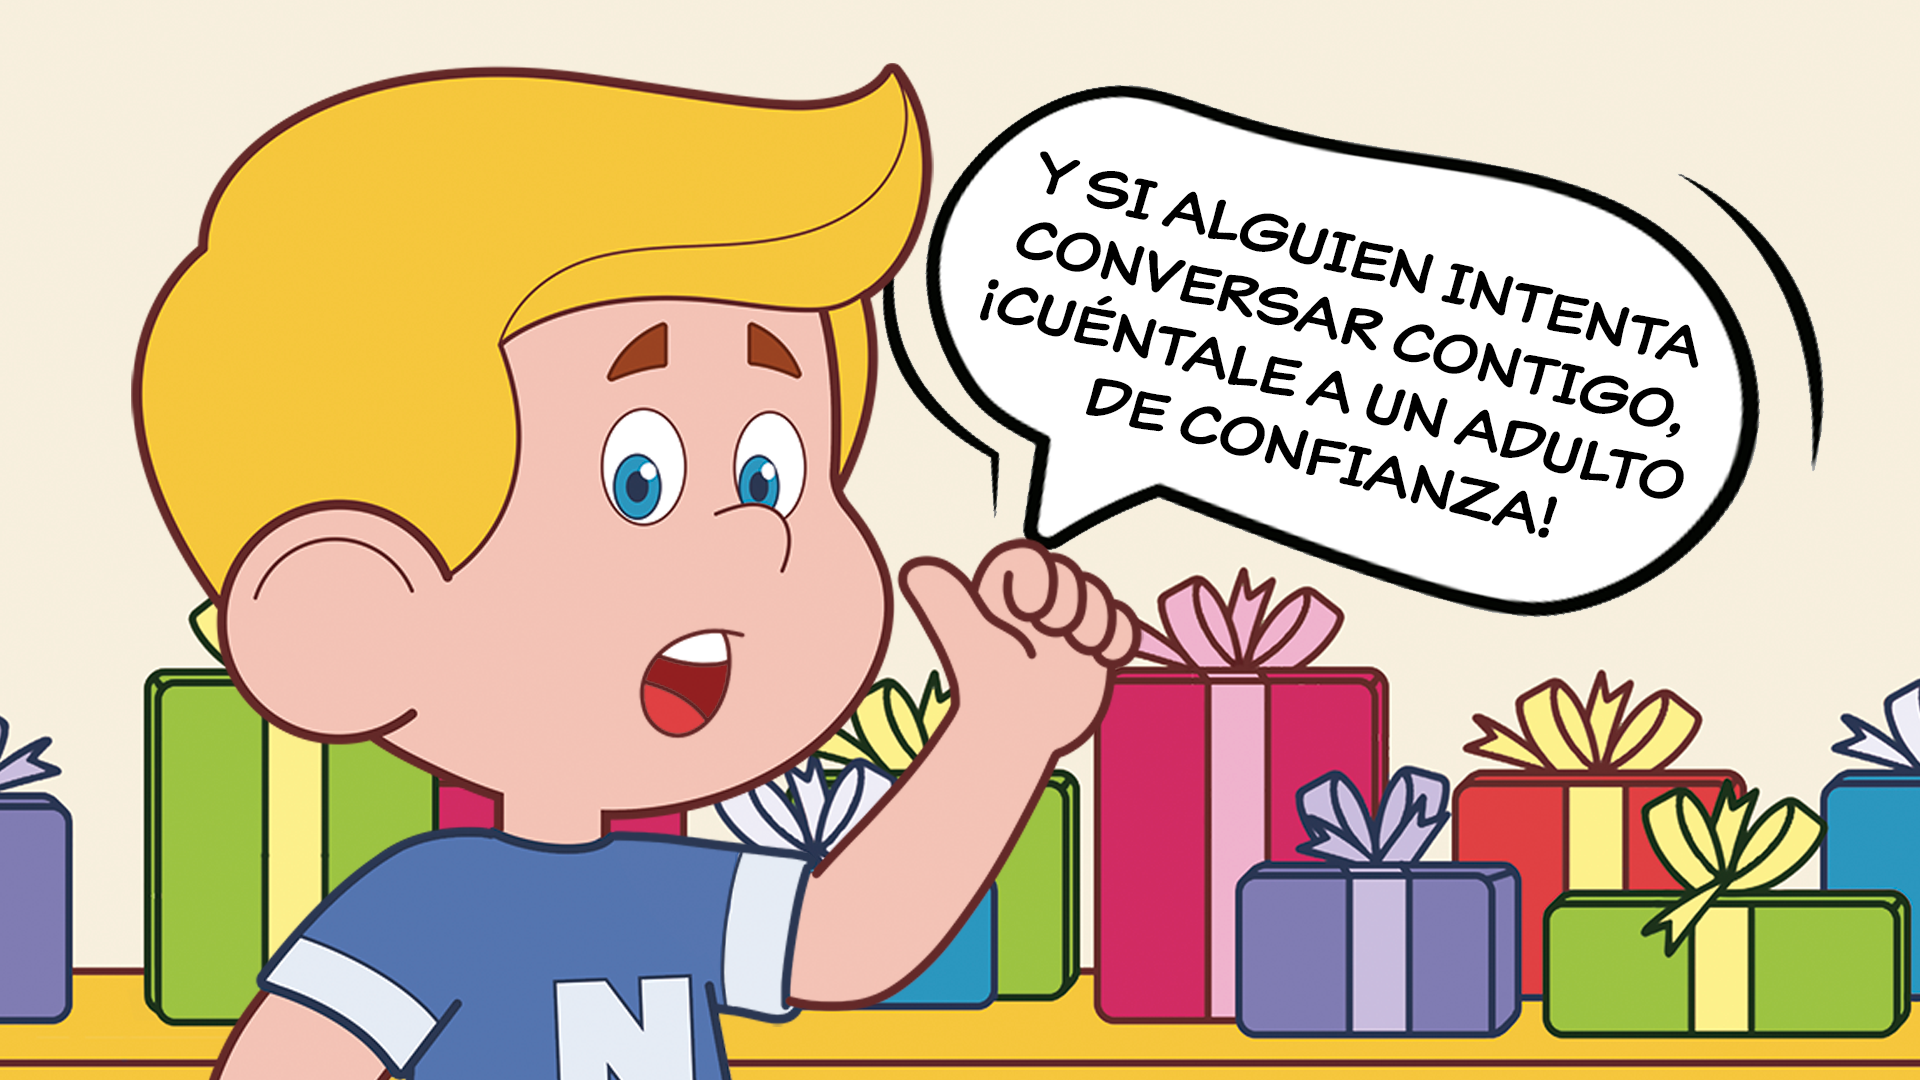 Y SI ALGUIEN INTENTA
CONVERSAR CONTIGO,
¡CUÉNTALE A UN ADULTO
DE CONFIANZA!
N